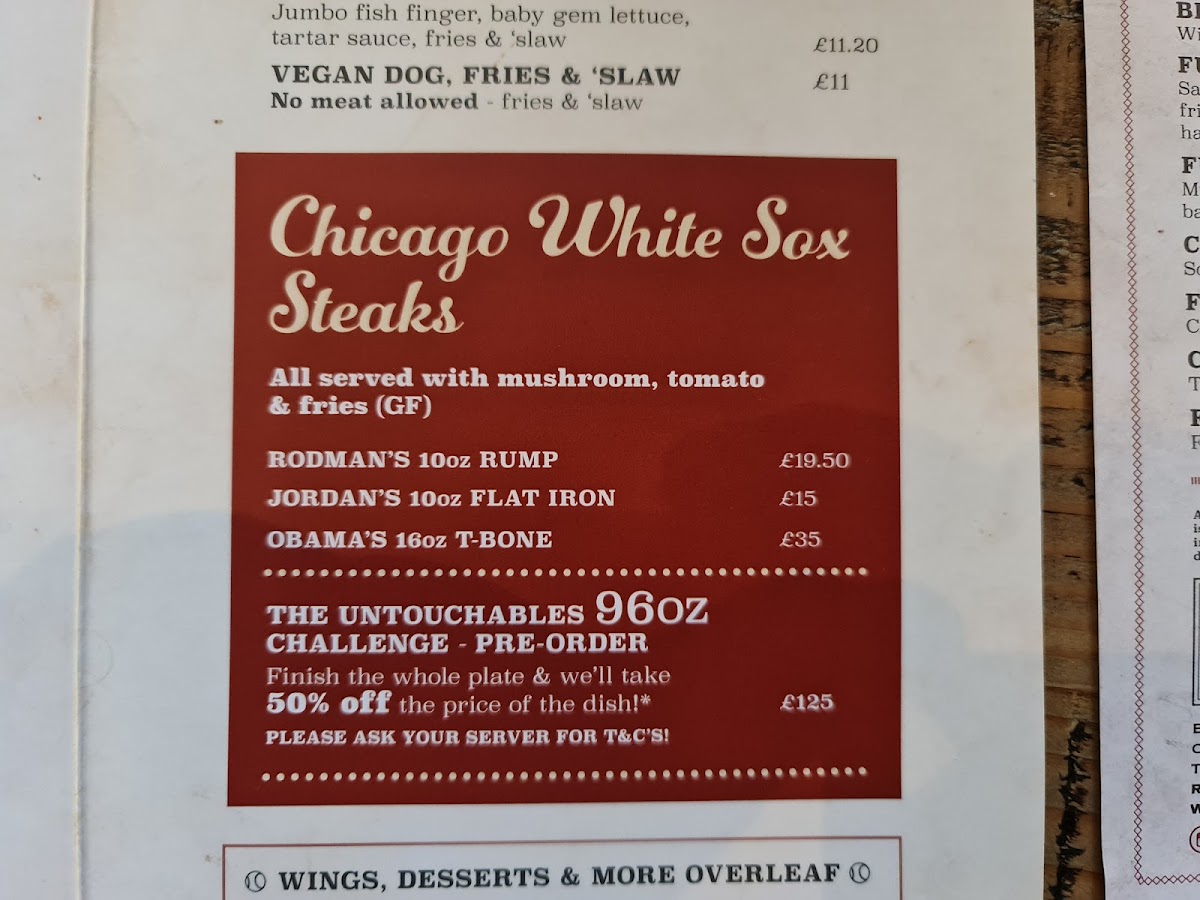 Jumbo fish finger, baby gem lettuce,
tartar sauce, fries & ‘slaw £11.20
VEGAN DOG, FRIES & ‘SLAW £11
No meat allowed - fries & ‘slaw
Chicago White Sox
Steaks
All served with mushroom, tomato
& fries (GF)
RODMAN’S 10oz RUMP £19.50
JORDAN’S 10oz FLAT IRON £15
OBAMA’S 16oz T-BONE £35
THE UNTOUCHABLES 96OZ
CHALLENGE - PRE-ORDER
Finish the whole plate & we’ll take
50% off the price of the dish!* £125
PLEASE ASK YOUR SERVER FOR T&C’S!
WINGS, DESSERTS & MORE OVERLEAF